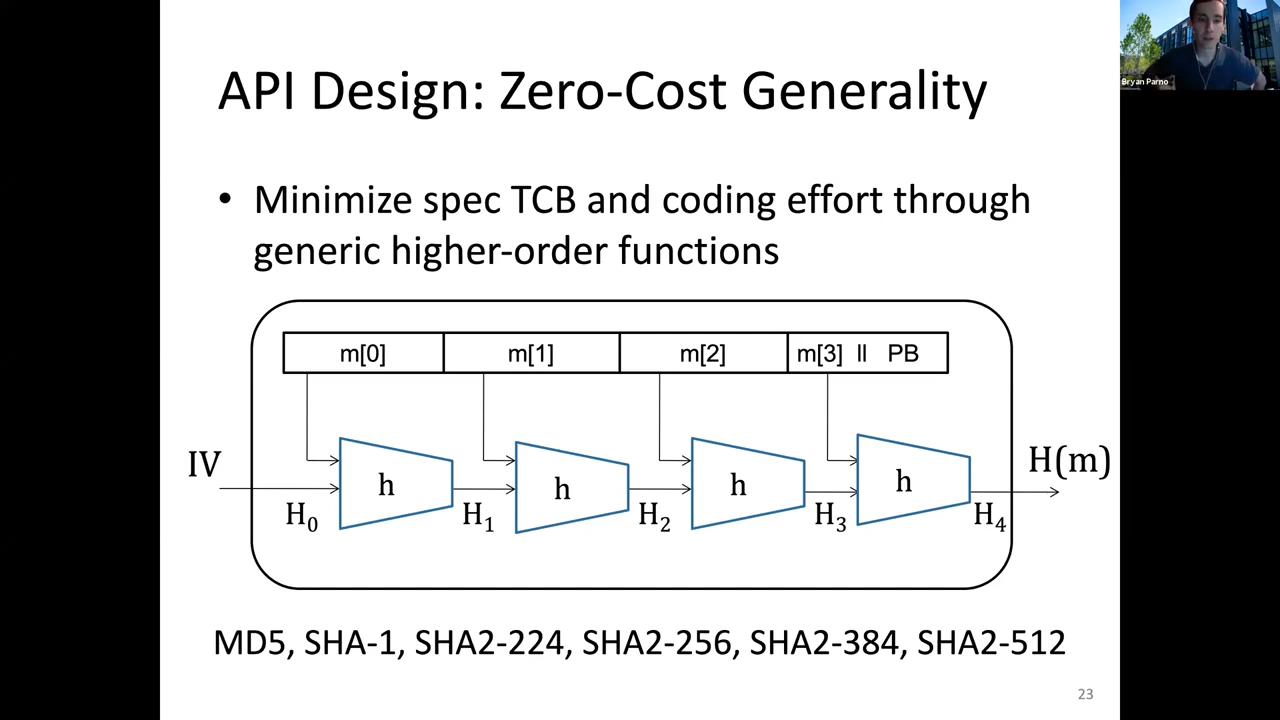 Bryan Parno
API Design: Zero-Cost Generality
• Minimize spec TCB and coding effort through
generic higher-order functions
m[0] m[1] m[2] m[3] || PB
IV h h h h H(m)
H₀ H₁ H₂ H₃ H₄
MD5, SHA-1, SHA2-224, SHA2-256, SHA2-384, SHA2-512
23